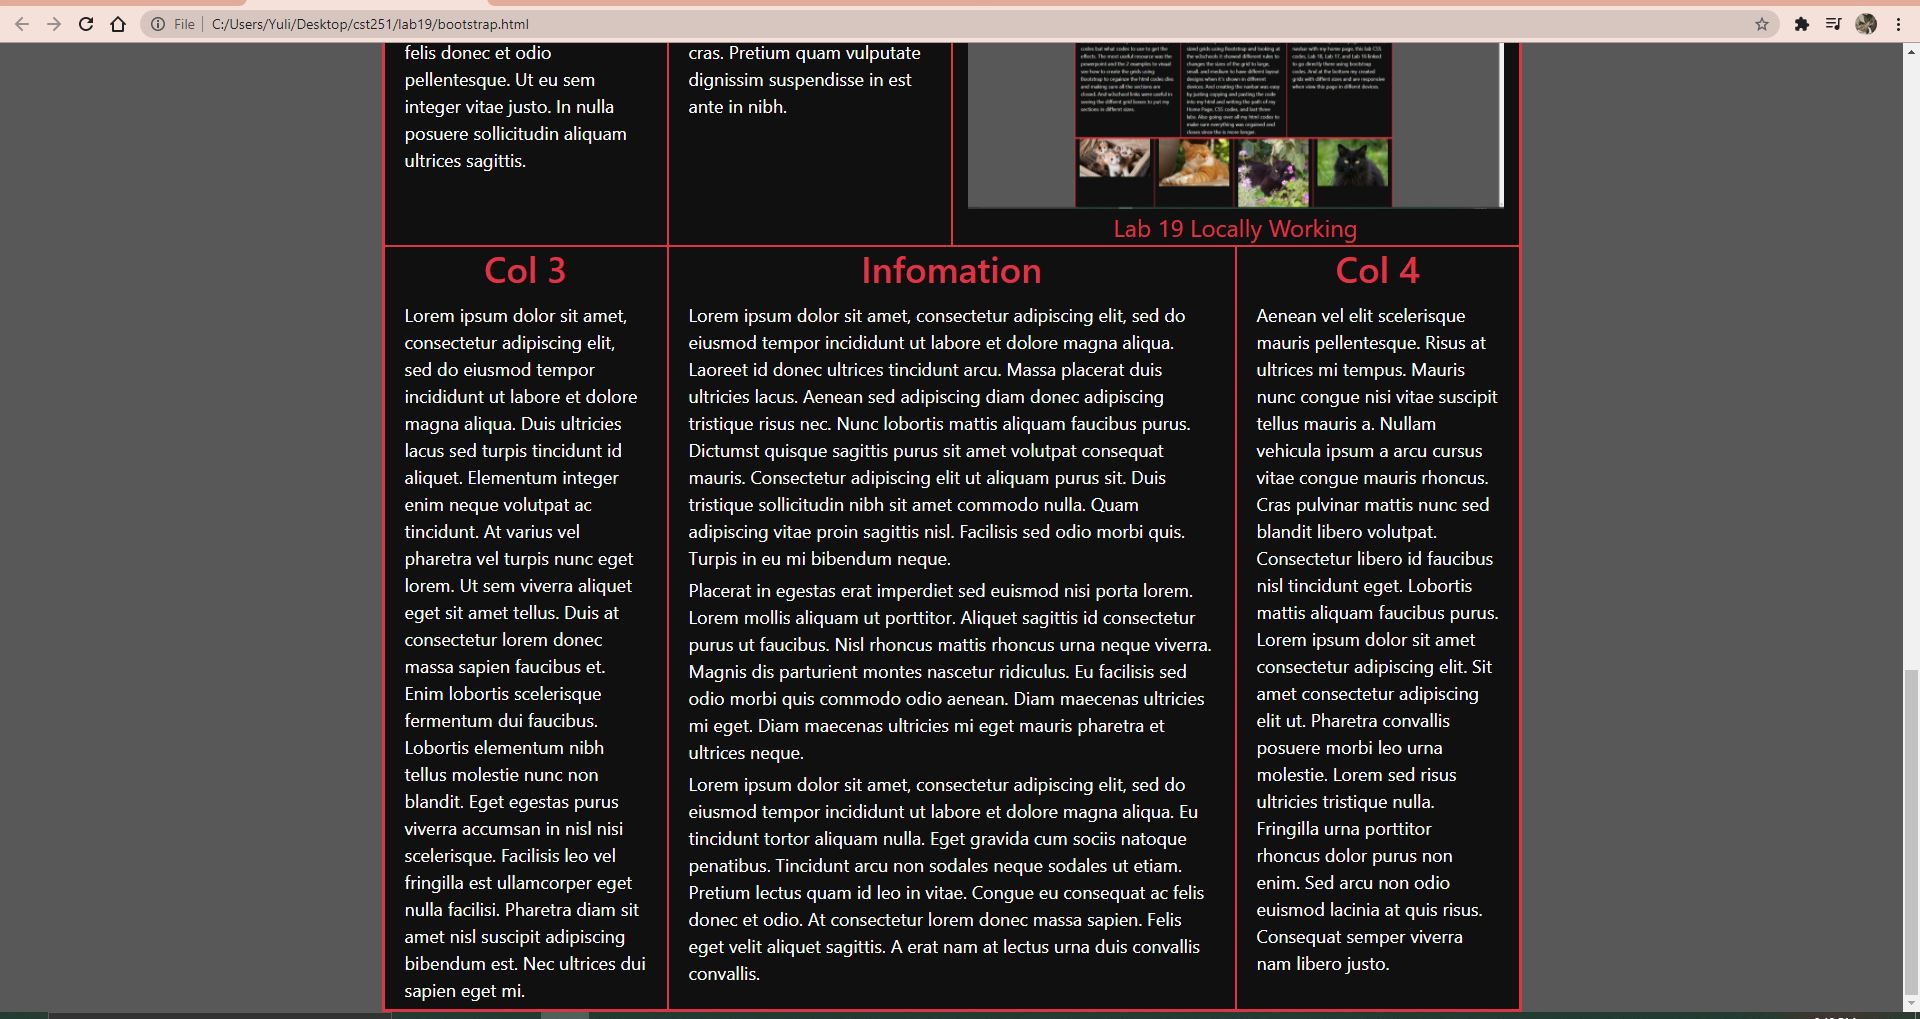 File
C:/Users/Yuli/Desktop/cst251/lab19/bootstrap.html
felis donec et odio
pellentesque. Ut eu sem
integer vitae justo. In nulla
posuere sollicitudin aliquam
ultrices sagittis.
cras. Pretium quam vulputate
dignissim suspendisse in est
ante in nibh.
Lab 19 Locally Working
Col 3
Lorem ipsum dolor sit amet,
consectetur adipiscing elit,
sed do eiusmod tempor
incididunt ut labore et dolore
magna aliqua. Duis ultricies
lacus sed turpis tincidunt id
aliquet. Elementum integer
enim neque volutpat ac
tincidunt. At varius vel
pharetra vel turpis nunc eget
lorem. Ut sem viverra aliquet
eget sit amet tellus. Duis at
consectetur lorem donec
massa sapien faucibus et.
Enim lobortis scelerisque
fermentum dui faucibus.
Lobortis elementum nibh
tellus molestie nunc non
blandit. Eget egestas purus
viverra accumsan in nisl nisi
scelerisque. Facilisis leo vel
fringilla est ullamcorper eget
nulla facilisi. Pharetra diam sit
amet nisl suscipit adipiscing
bibendum est. Nec ultrices dui
sapien eget mi.
Infomation
Lorem ipsum dolor sit amet, consectetur adipiscing elit, sed do
eiusmod tempor incididunt ut labore et dolore magna aliqua.
Laoreet id donec ultrices tincidunt arcu. Massa placerat duis
ultricies lacus. Aenean sed adipiscing diam donec adipiscing
tristique risus nec. Nunc lobortis mattis aliquam faucibus purus.
Dictumst quisque sagittis purus sit amet volutpat consequat
mauris. Consectetur adipiscing elit ut aliquam purus sit. Duis
tristique sollicitudin nibh sit amet commodo nulla. Quam
adipiscing vitae proin sagittis nisl. Facilisis sed odio morbi quis.
Turpis in eu mi bibendum neque.
Placerat in egestas erat imperdiet sed euismod nisi porta lorem.
Lorem mollis aliquam ut porttitor. Aliquet sagittis id consectetur
purus ut faucibus. Nisl rhoncus mattis rhoncus urna neque viverra.
Magnis dis parturient montes nascetur ridiculus. Eu facilisis sed
odio morbi quis commodo odio aenean. Diam maecenas ultricies
mi eget. Diam maecenas ultricies mi eget mauris pharetra et
ultrices neque.
Lorem ipsum dolor sit amet, consectetur adipiscing elit, sed do
eiusmod tempor incididunt ut labore et dolore magna aliqua. Eu
tincidunt tortor aliquam nulla. Eget gravida cum sociis natoque
penatibus. Tincidunt arcu non sodales neque sodales ut etiam.
Pretium lectus quam id leo in vitae. Congue eu consequat ac felis
donec et odio. At consectetur lorem donec massa sapien. Felis
eget velit aliquet sagittis. A erat nam at lectus urna duis convallis
convallis.
Col 4
Aenean vel elit scelerisque
mauris pellentesque. Risus at
ultrices mi tempus. Mauris
nunc congue nisi vitae suscipit
tellus mauris a. Nullam
vehicula ipsum a arcu cursus
vitae congue mauris rhoncus.
Cras pulvinar mattis nunc sed
blandit libero volutpat.
Consectetur libero id faucibus
nisl tincidunt eget. Lobortis
mattis aliquam faucibus purus.
Lorem ipsum dolor sit amet
consectetur adipiscing elit. Sit
amet consectetur adipiscing
elit ut. Pharetra convallis
posuere morbi leo urna
molestie. Lorem sed risus
ultricies tristique nulla.
Fringilla urna porttitor
rhoncus dolor purus non
enim. Sed arcu non odio
euismod lacinia at quis risus.
Consequat semper viverra
nam libero justo.